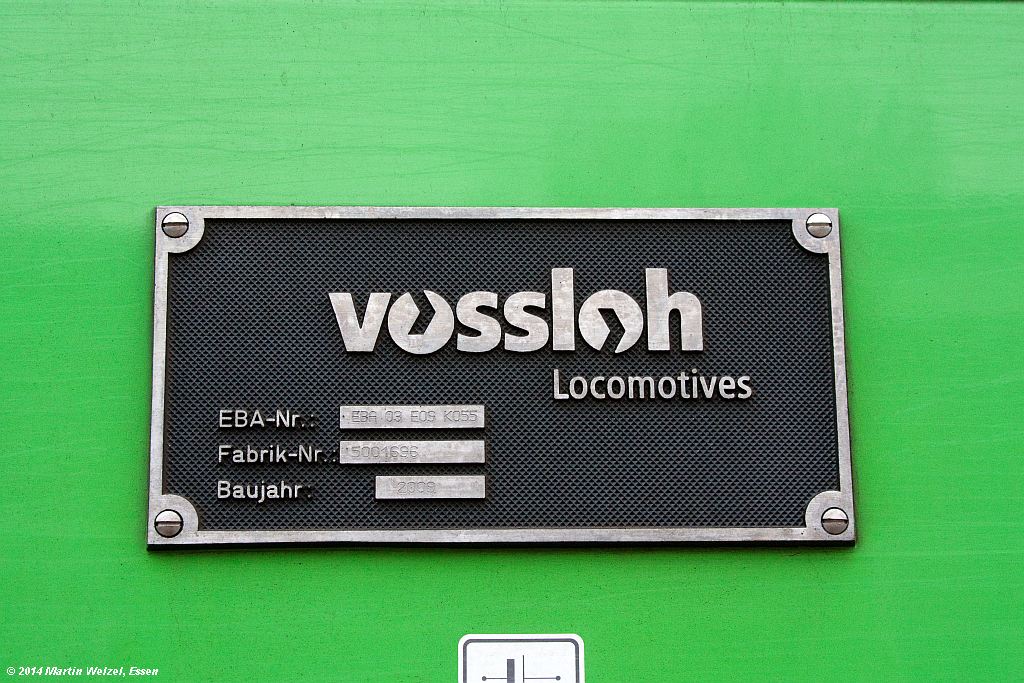 vossloh
Locomotives
EBA-Nr.: EBA 03 E09 K055
Fabrik-Nr.: 5001696
Baujahr: 2009
© 2014 Martin Welzel, Essen